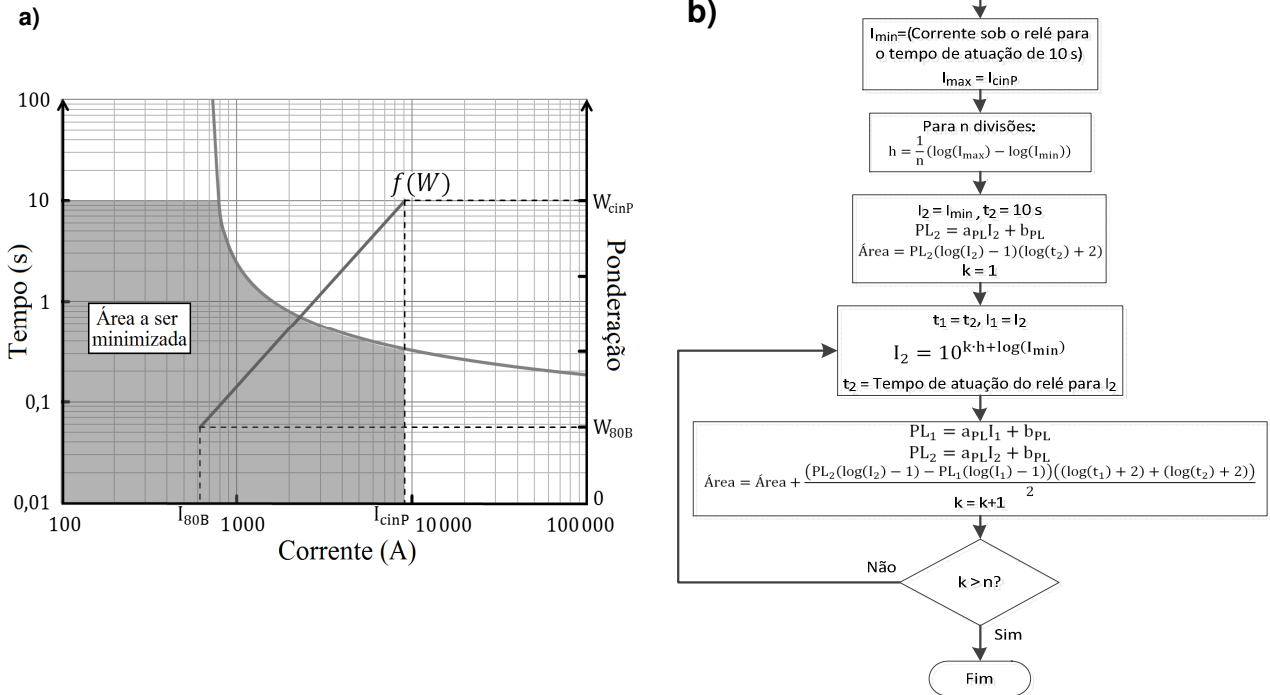 a)
100
10
1
0,1
0,01
Tempo (s)
Área a ser
minimizada
f(W)
W_cinP
W_80B
0
Ponderação
100
I_80B
1000
I_cinP
10000
100000
Corrente (A)
b)
I_min=(Corrente sob o relé para
o tempo de atuação de 10 s)
I_max = I_cinP
Para n divisões:
h = \frac{1}{n}(log(I_max) − log(I_min))
I_2 = I_min , t_2 = 10 s
PL_2 = a_PL I_2 + b_PL
Área = PL_2(log(I_2) − 1)(log(t_2) + 2)
k = 1
t_1 = t_2, I_1 = I_2
I_2 = 10^{k·h+log(I_min)}
t_2 = Tempo de atuação do relé para I_2
PL_1 = a_PL I_1 + b_PL
PL_2 = a_PL I_2 + b_PL
Área = Área + \frac{(PL_2(log(I_2) − 1) − PL_1(log(I_1) − 1))((log(t_1) + 2) + (log(t_2) + 2))}{2}
k = k+1
Não
k > n?
Sim
Fim